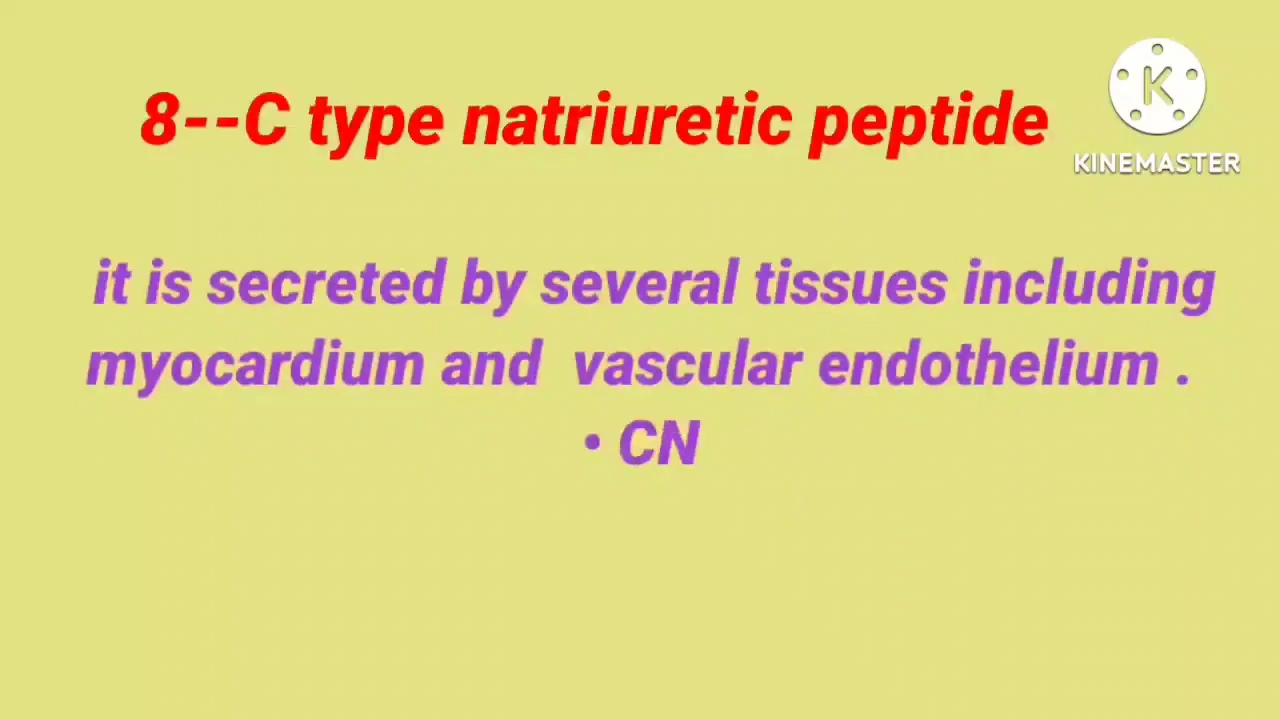 8--C type natriuretic peptide
K
KINEMASTER
it is secreted by several tissues including
myocardium and vascular endothelium .
• CN